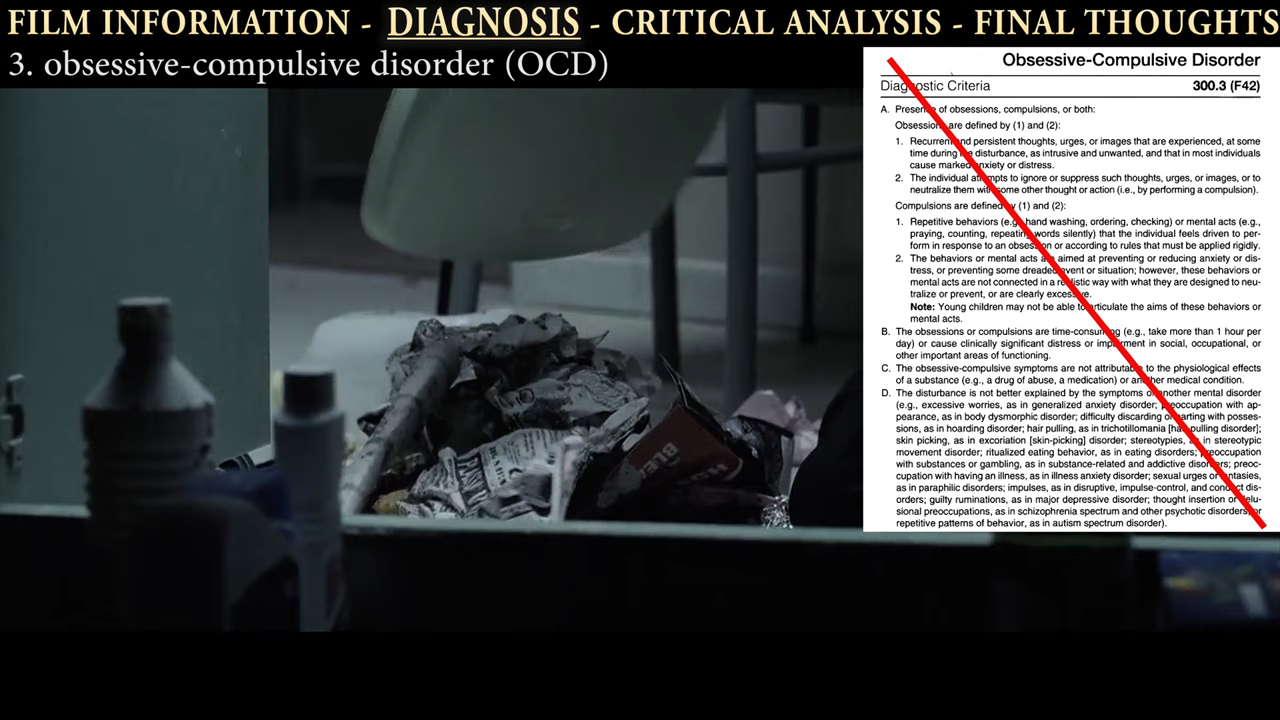 FILM INFORMATION - DIAGNOSIS - CRITICAL ANALYSIS - FINAL THOUGHTS
3. obsessive-compulsive disorder (OCD)
Obsessive-Compulsive Disorder
Diagnostic Criteria 300.3 (F42)
A. Presence of obsessions, compulsions, or both:
Obsessions are defined by (1) and (2):
1. Recurrent and persistent thoughts, urges, or images that are experienced, at some
time during the disturbance, as intrusive and unwanted, and that in most individuals
cause marked anxiety or distress.
2. The individual attempts to ignore or suppress such thoughts, urges, or images, or to
neutralize them with some other thought or action (i.e., by performing a compulsion).
Compulsions are defined by (1) and (2):
1. Repetitive behaviors (e.g., hand washing, ordering, checking) or mental acts (e.g.,
praying, counting, repeating words silently) that the individual feels driven to per-
form in response to an obsession or according to rules that must be applied rigidly.
2. The behaviors or mental acts are aimed at preventing or reducing anxiety or dis-
tress, or preventing some dreaded event or situation; however, these behaviors or
mental acts are not connected in a realistic way with what they are designed to neu-
tralize or prevent, or are clearly excessive.
Note: Young children may not be able to articulate the aims of these behaviors or
mental acts.
B. The obsessions or compulsions are time-consuming (e.g., take more than 1 hour per
day) or cause clinically significant distress or impairment in social, occupational, or
other important areas of functioning.
C. The obsessive-compulsive symptoms are not attributable to the physiological effects
of a substance (e.g., a drug of abuse, a medication) or another medical condition.
D. The disturbance is not better explained by the symptoms of another mental disorder
(e.g., excessive worries, as in generalized anxiety disorder; preoccupation with ap-
pearance, as in body dysmorphic disorder; difficulty discarding or parting with posses-
sions, as in hoarding disorder; hair pulling, as in trichotillomania [hair-pulling disorder];
skin picking, as in excoriation [skin-picking] disorder; stereotypies, as in stereotypic
movement disorder; ritualized eating behavior, as in eating disorders; preoccupation
with substances or gambling, as in substance-related and addictive disorders; preoc-
cupation with having an illness, as in illness anxiety disorder; sexual urges or fantasies,
as in paraphilic disorders; impulses, as in disruptive, impulse-control, and conduct dis-
orders; guilty ruminations, as in major depressive disorder; thought insertion or delu-
sional preoccupations, as in schizophrenia spectrum and other psychotic disorders; or
repetitive patterns of behavior, as in autism spectrum disorder).